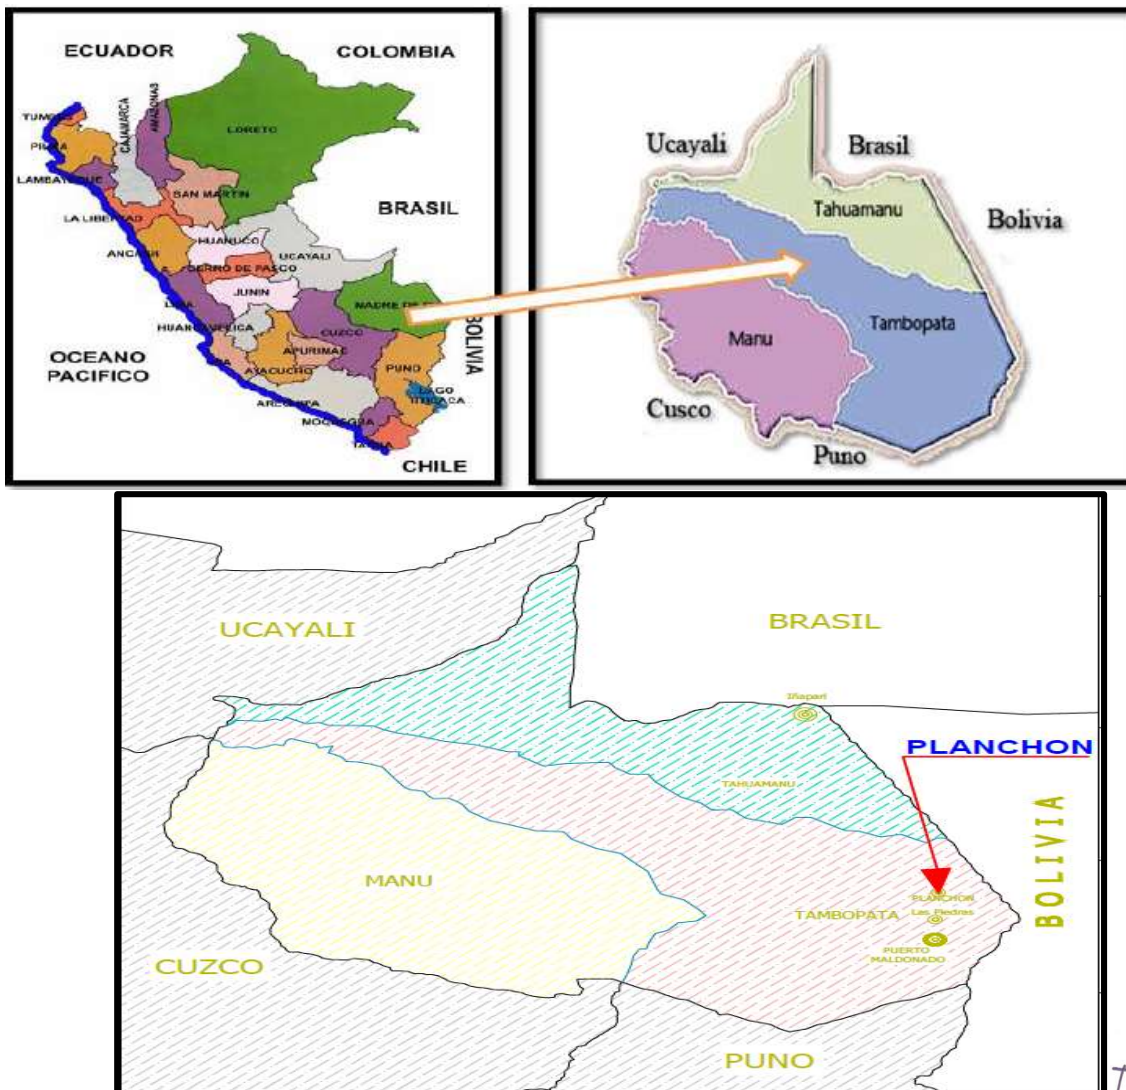 ECUADOR
COLOMBIA
TUMBES
CAJAMARCA
AMAZONAS
LORETO
PIURA
LAMBAYEQUE
SAN MARTIN
BRASIL
LA LIBERTAD
HUANUCO
ANCASH
UCAYALI
CERRO DE PASCO
JUNIN
MADRE DE
LIMA
HUANCAVELICA
CUZCO
BOLIVIA
OCEANO
PACIFICO
APURIMAC
PUNO
AYACUCHO
LAGO
TITICACA
AREQUIPA
MOQUEGUA
TACNA
CHILE
Ucayali
Brasil
Tahuamanu
Bolivia
Manu
Tambopata
Cusco
Puno
UCAYALI
BRASIL
Iñapari
PLANCHON
TAHUAMANU
BOLIVIA
MANU
PLANCHON
TAMBOPATA
Las Piedras
PUERTO
MALDONADO
CUZCO
PUNO